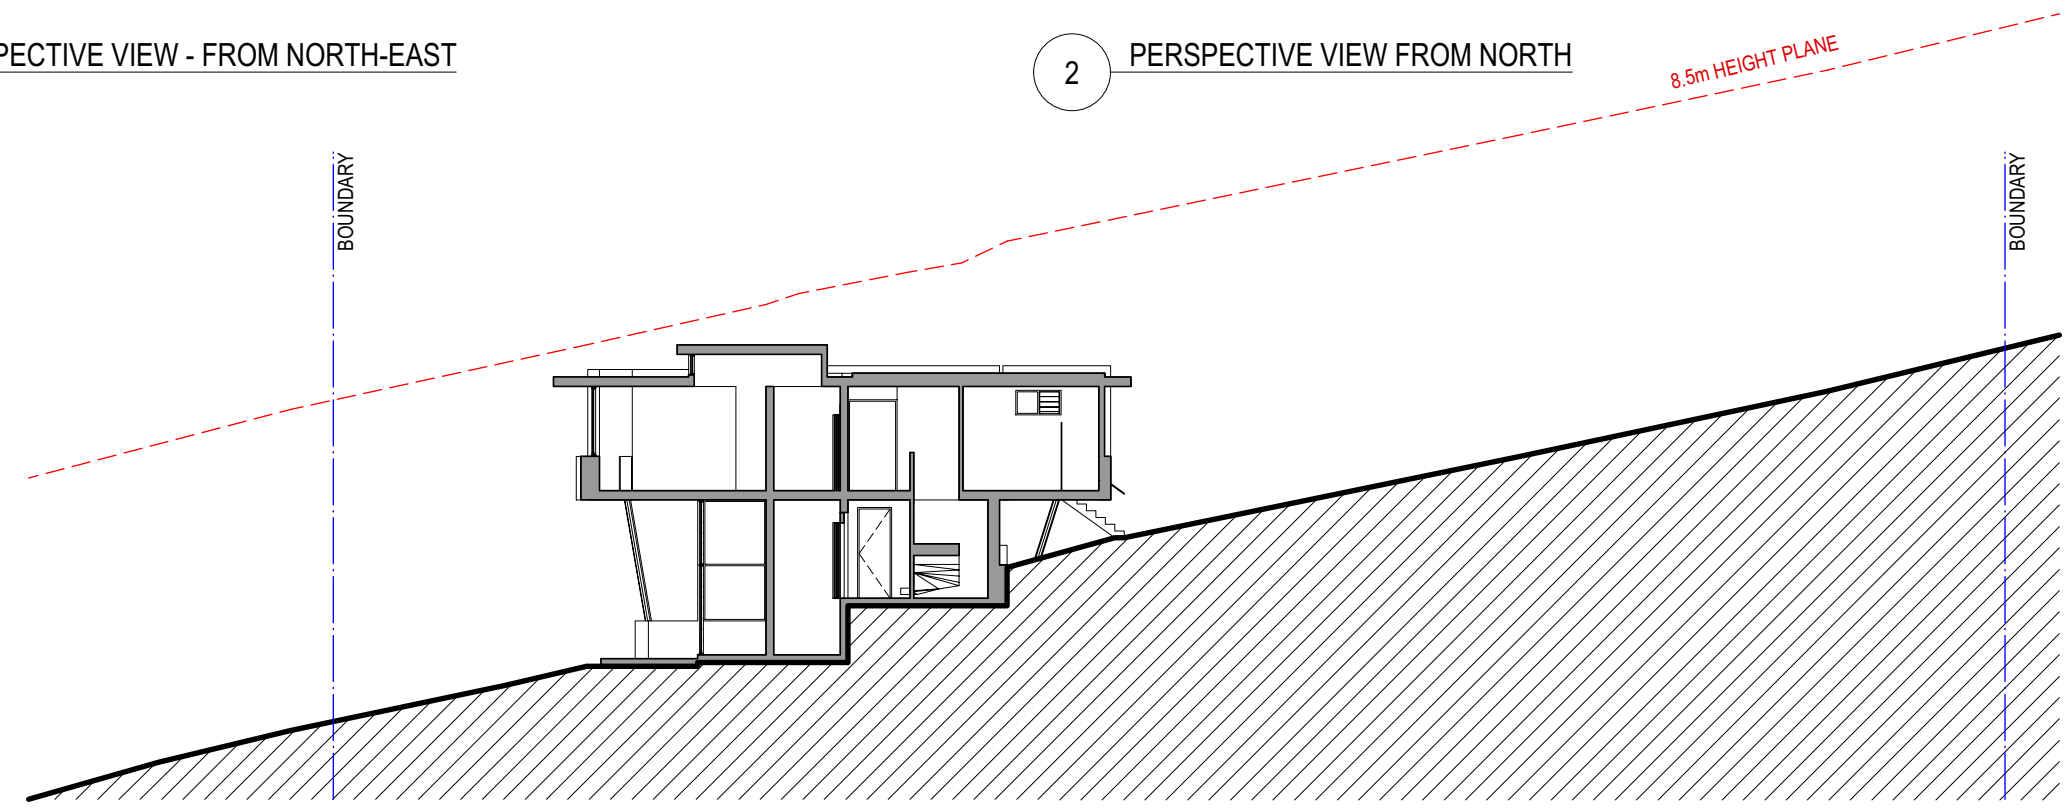 PECTIVE VIEW - FROM NORTH-EAST
2
PERSPECTIVE VIEW FROM NORTH
8.5m HEIGHT PLANE
BOUNDARY
BOUNDARY